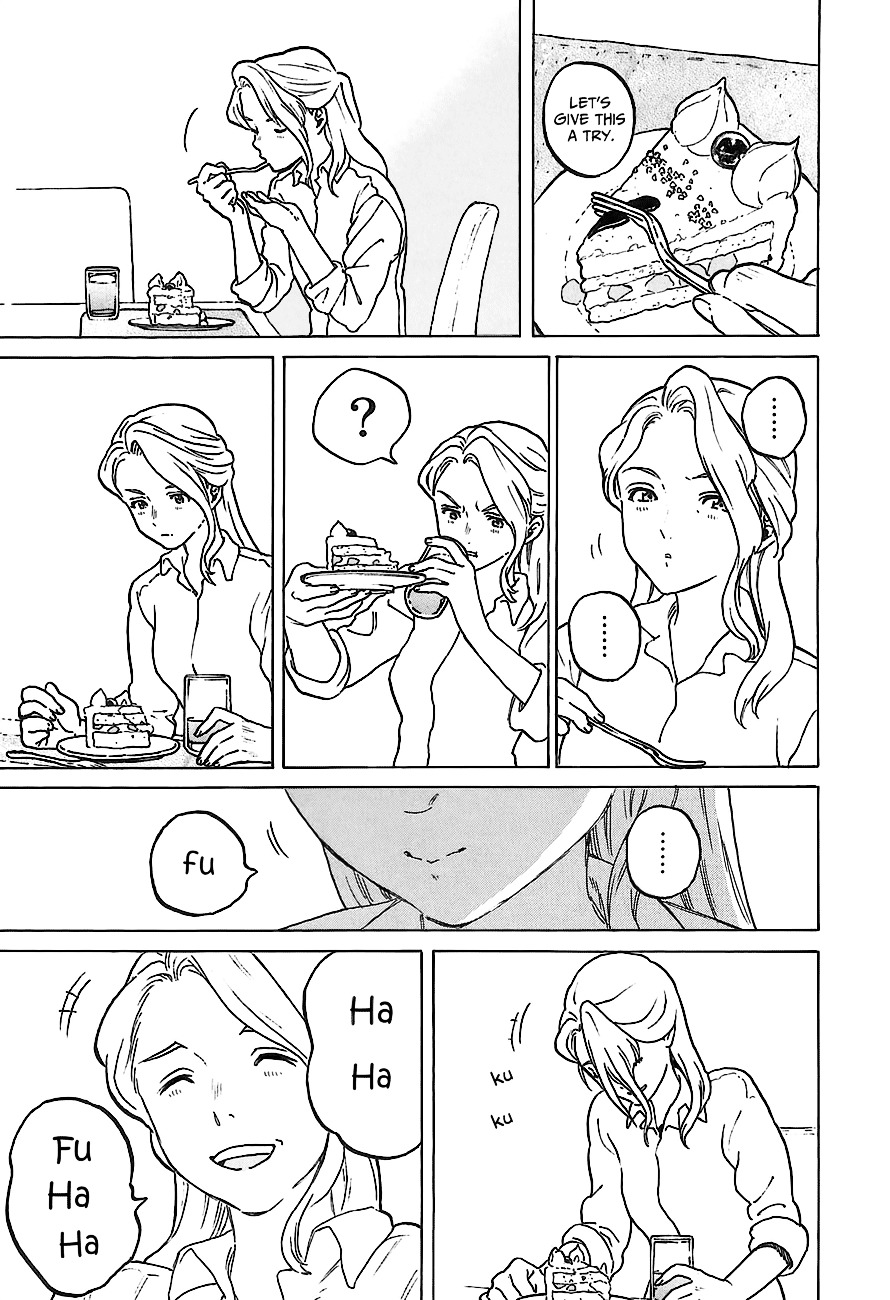 LET'S
GIVE THIS
A TRY.
......
......
?
......
fu
ku
ku
Ha
Ha
Fu
Ha
Ha